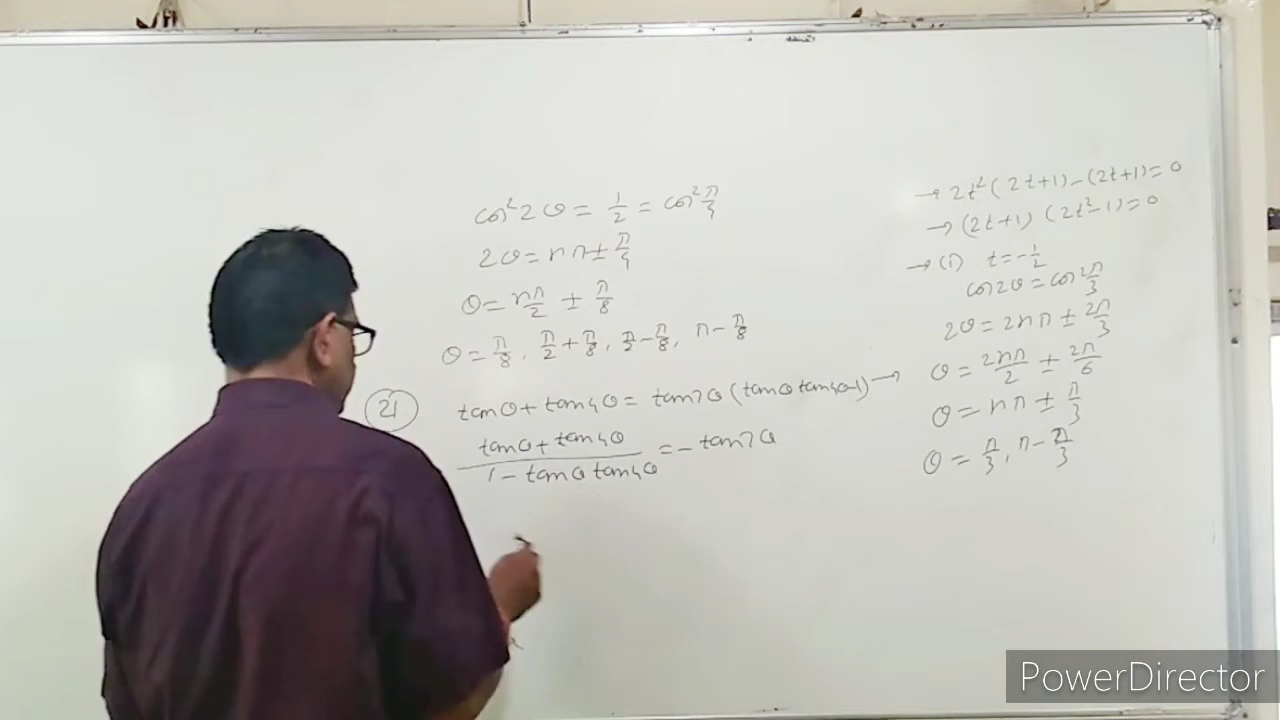 cos²2θ = 1/2 = cos² π/4
2θ = nπ ± π/4
θ = nπ/2 ± π/8
θ = π/8, π/2 + π/8, π/2 - π/8, π - π/8
21
tanθ + tan4θ = tan7θ (tanθ tan4θ-1) →
(tanθ + tan4θ)/(1 - tanθ tan4θ) = - tan7θ
→ 2t² (2t+1) - (2t+1) = 0
→ (2t+1) (2t²-1) = 0
→ (1) t = -1/2
cos2θ = cos 2π/3
2θ = 2nπ ± 2π/3
θ = 2nπ/2 ± 2π/6
θ = nπ ± π/3
θ = π/3, π - π/3
PowerDirector